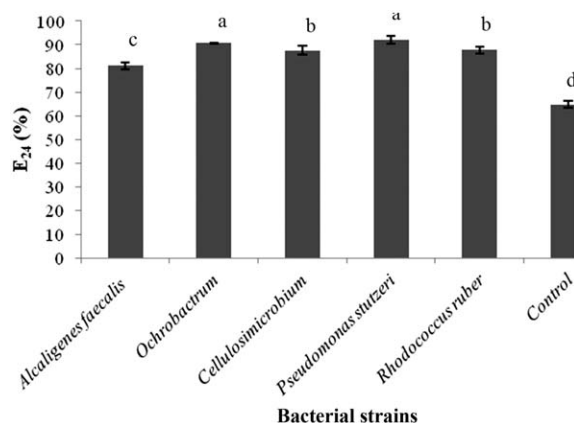 E24 (%)
100
90
80
70
60
50
40
30
20
10
0
c
a
b
a
b
d
Alcaligenes faecalis
Ochrobactrum
Cellulosimicrobium
Pseudomonas stutzeri
Rhodococcus ruber
Control
Bacterial strains